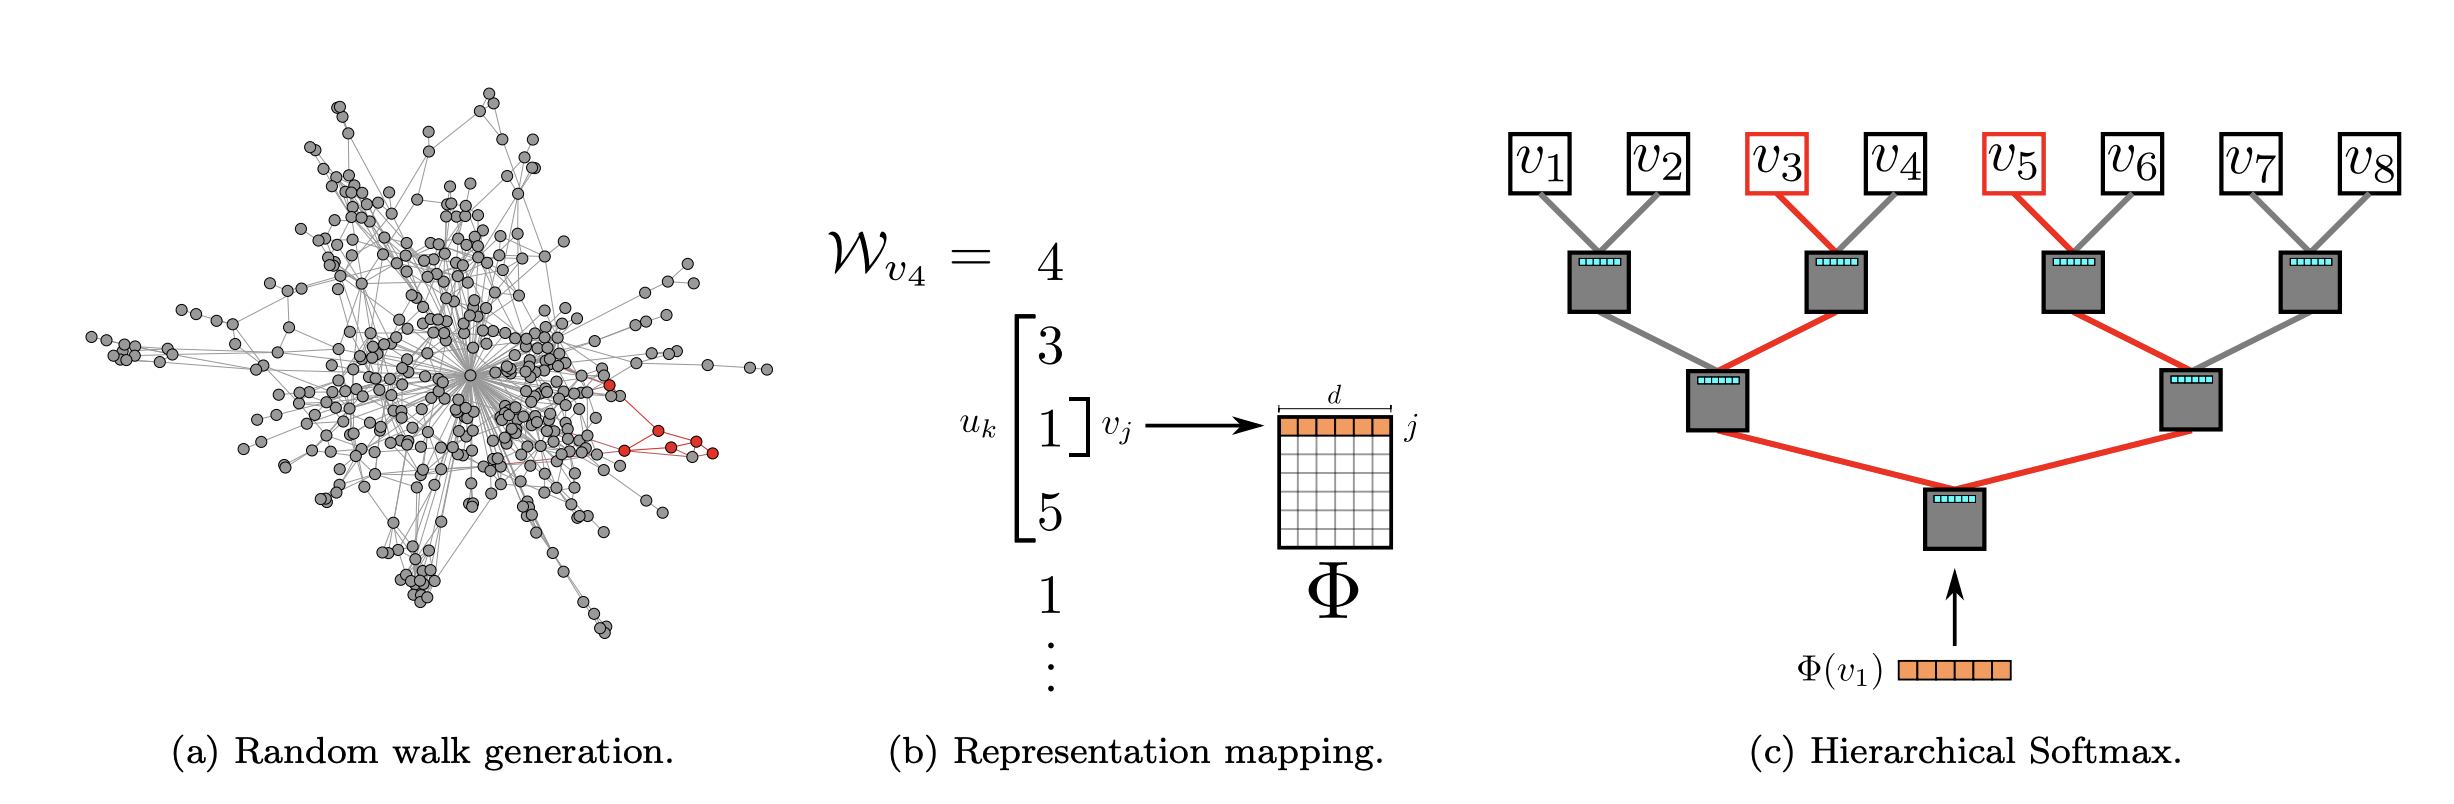 𝒲v₄ = 4
3
uₖ 1 vⱼ
5
1
⋮
d
j
Φ
v₁ v₂ v₃ v₄ v₅ v₆ v₇ v₈
Φ(v₁)
(a) Random walk generation.
(b) Representation mapping.
(c) Hierarchical Softmax.